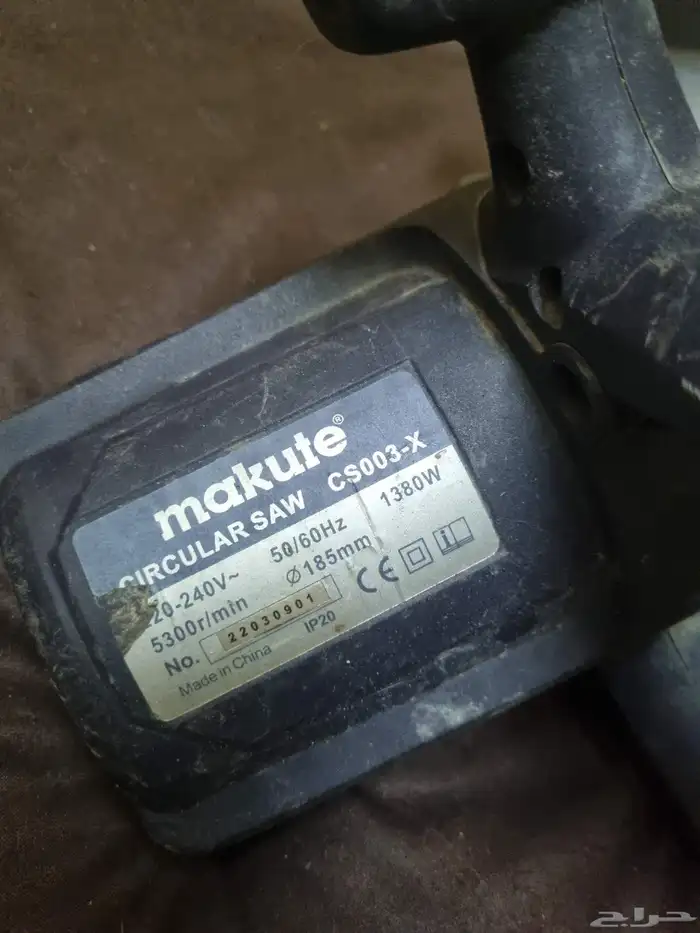 makute®
CIRCULAR SAW CS003-X
20-240V~ 50/60Hz 1380W
5300r/min Ø185mm
No. 22030901 IP20
CE
Made in China
حراج